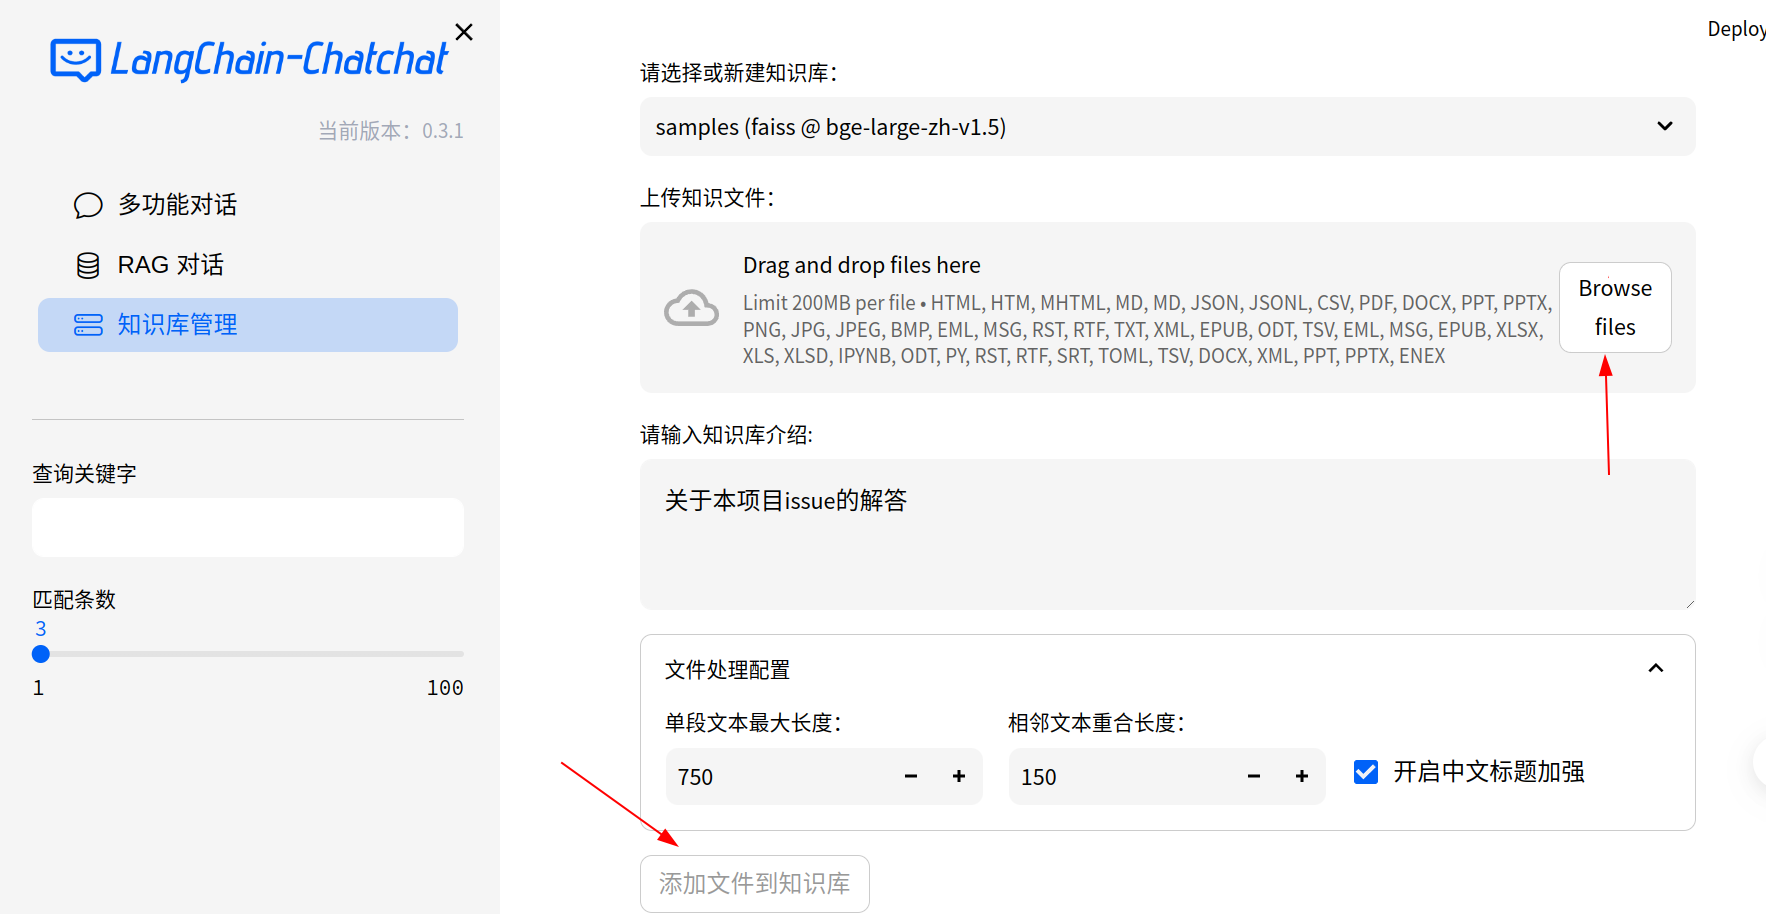 LangChain-Chatchat
当前版本：0.3.1
多功能对话
RAG 对话
知识库管理
查询关键字
匹配条数
3
1
100
Deploy
请选择或新建知识库：
samples (faiss @ bge-large-zh-v1.5)
上传知识文件：
Drag and drop files here
Limit 200MB per file • HTML, HTM, MHTML, MD, MD, JSON, JSONL, CSV, PDF, DOCX, PPT, PPTX,
PNG, JPG, JPEG, BMP, EML, MSG, RST, RTF, TXT, XML, EPUB, ODT, TSV, EML, MSG, EPUB, XLSX,
XLS, XLSD, IPYNB, ODT, PY, RST, RTF, SRT, TOML, TSV, DOCX, XML, PPT, PPTX, ENEX
Browse
files
请输入知识库介绍:
关于本项目issue的解答
文件处理配置
单段文本最大长度：
750
相邻文本重合长度：
150
开启中文标题加强
添加文件到知识库